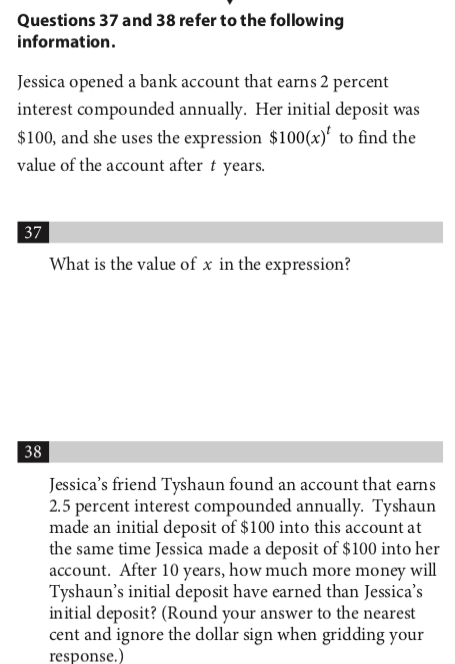 Questions 37 and 38 refer to the following
information.
Jessica opened a bank account that earns 2 percent
interest compounded annually. Her initial deposit was
$100, and she uses the expression $100(x)^t to find the
value of the account after t years.
37
What is the value of x in the expression?
38
Jessica’s friend Tyshaun found an account that earns
2.5 percent interest compounded annually. Tyshaun
made an initial deposit of $100 into this account at
the same time Jessica made a deposit of $100 into her
account. After 10 years, how much more money will
Tyshaun’s initial deposit have earned than Jessica’s
initial deposit? (Round your answer to the nearest
cent and ignore the dollar sign when gridding your
response.)